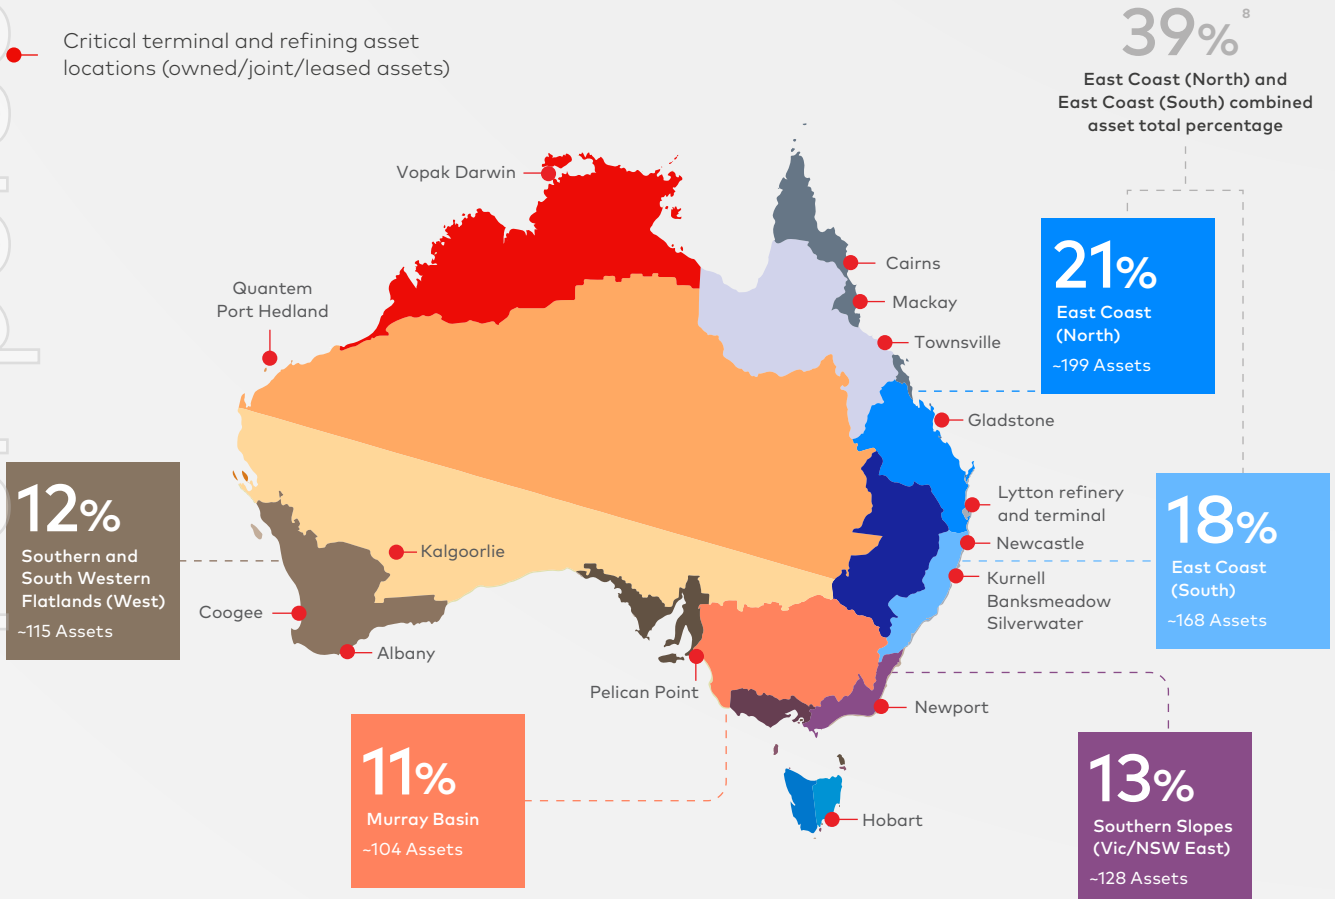 Critical terminal and refining asset
locations (owned/joint/leased assets)
39%⁸
East Coast (North) and
East Coast (South) combined
asset total percentage
Vopak Darwin
21%
East Coast
(North)
~199 Assets
Cairns
Quantem
Port Hedland
Mackay
Townsville
Gladstone
12%
Southern and
South Western
Flatlands (West)
~115 Assets
Lytton refinery
and terminal
18%
East Coast
(South)
~168 Assets
Newcastle
Kalgoorlie
Kurnell
Banksmeadow
Silverwater
Coogee
Albany
Pelican Point
Newport
11%
Murray Basin
~104 Assets
13%
Southern Slopes
(Vic/NSW East)
~128 Assets
Hobart